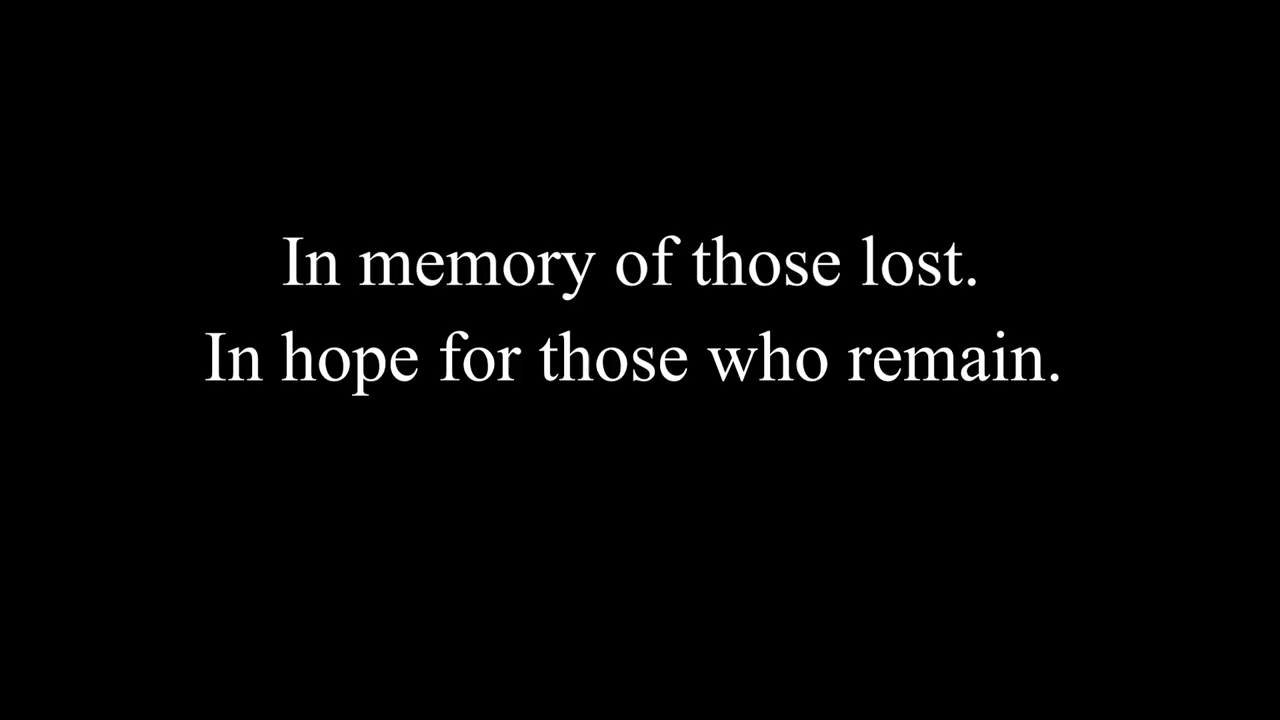 In memory of those lost.
In hope for those who remain.